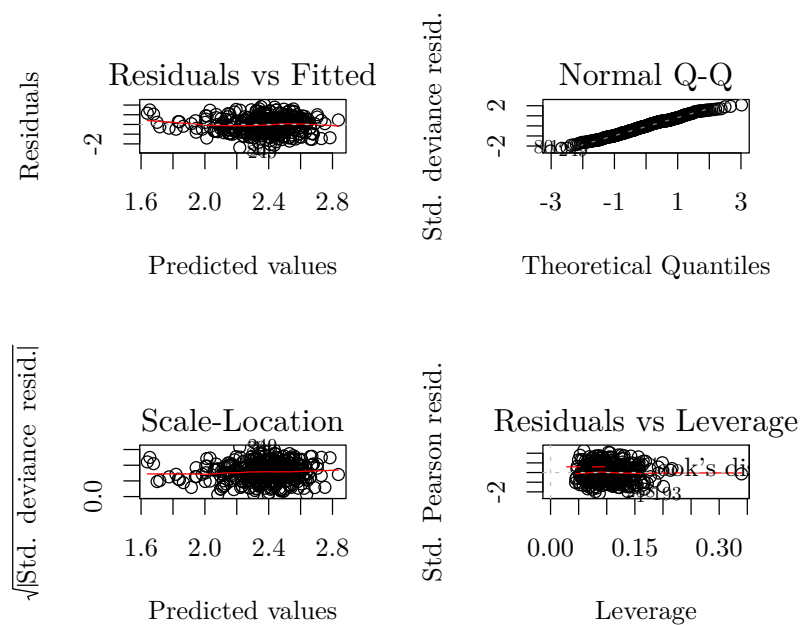 Residuals vs Fitted
Residuals
-2
1.6 2.0 2.4 2.8
Predicted values
Normal Q-Q
Std. deviance resid.
2
-2
-3 -1 1 3
Theoretical Quantiles
Scale-Location
√|Std. deviance resid.|
0.0
1.6 2.0 2.4 2.8
Predicted values
Residuals vs Leverage
Std. Pearson resid.
-2
ook's di
0.00 0.15 0.30
Leverage